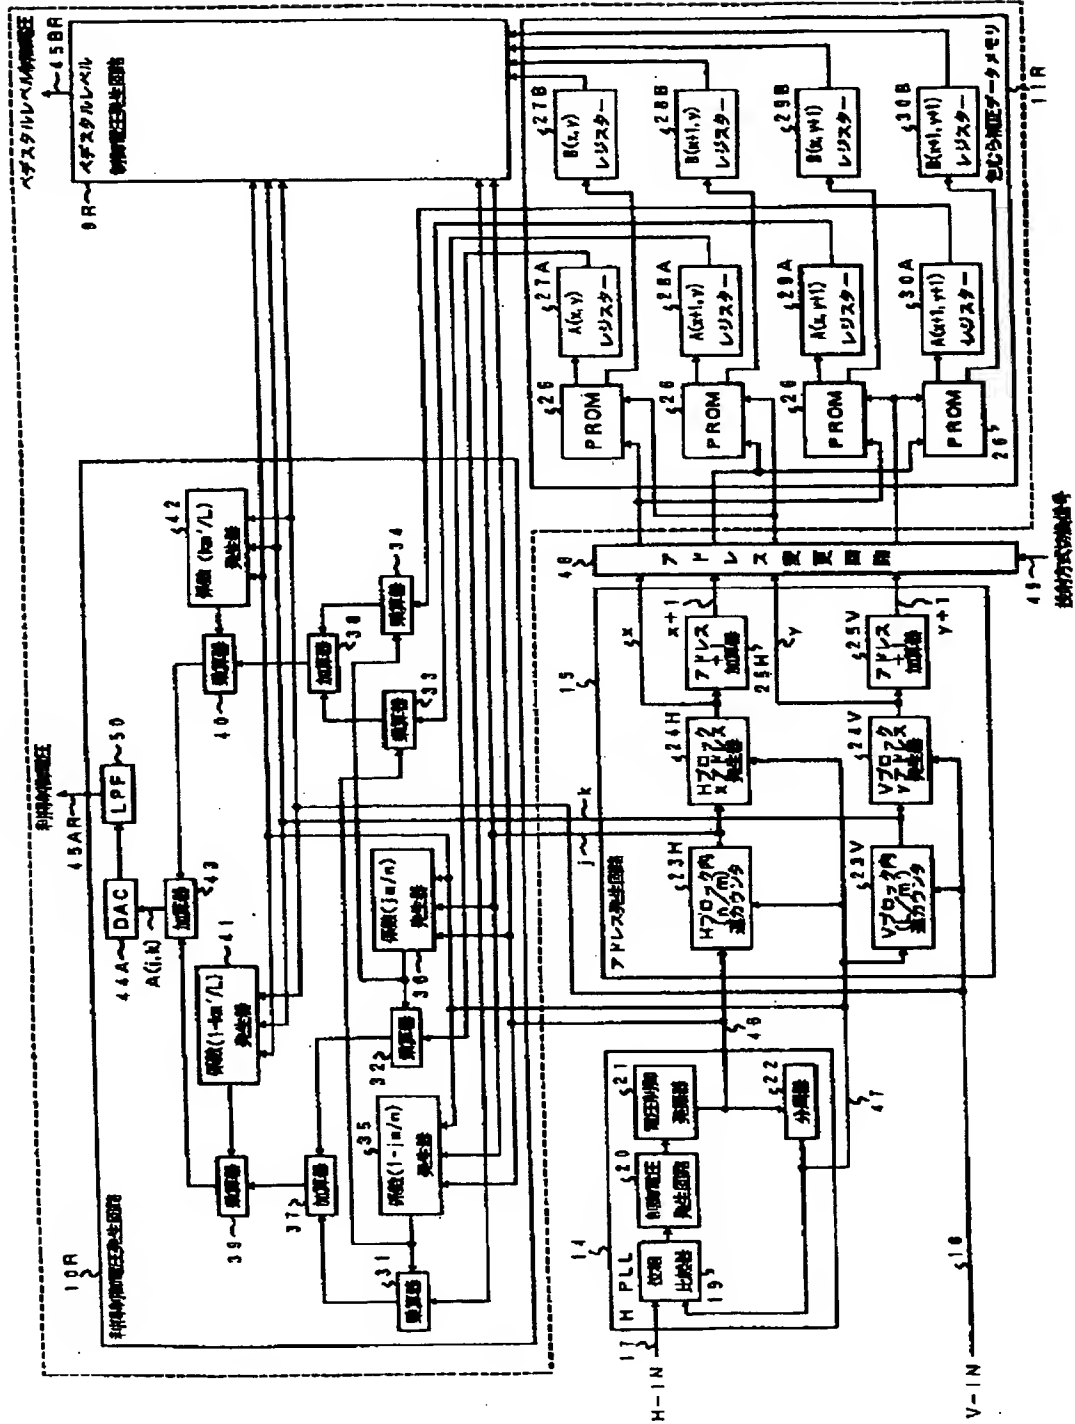 ペデスタルレベル制御電圧
45BR
9R
ペデスタルレベル
制御電圧発生回路
利得制御電圧
45AR
LPF
50
44A
DAC
A(j,k)
加算器
43
10R
利得制御電圧発生回路
係数(km'/L)
発生器
42
乗算器
40
係数(1-km'/L)
発生器
41
乗算器
39
加算器
38
乗算器
34
乗算器
33
加算器
37
係数(jm/n)
発生器
36
乗算器
32
係数(1-jm/n)
発生器
35
乗算器
31
色むら補正データメモリ
11R
B(x,y)
レジスター
27B
B(x+1,y)
レジスター
28B
B(x,y+1)
レジスター
29B
B(x+1,y+1)
レジスター
30B
A(x,y)
レジスター
27A
A(x+1,y)
レジスター
28A
A(x,y+1)
レジスター
29A
A(x+1,y+1)
レジスター
30A
PROM
26
PROM
26
PROM
26
PROM
26
48
アドレス変更回路
49
投射方式切換信号
15
アドレス発生回路
x
x+1
y
y+1
アドレス
+1
加算器
25H
アドレス
+1
加算器
25V
Hブロック
xアドレス
発生器
24H
Vブロック
yアドレス
発生器
24V
j
k
Hブロック内
(n/m)
進カウンタ
23H
Vブロック内
(L/m')
進カウンタ
23V
46
47
14
H PLL
位相
比較器
19
制御電圧
発生回路
20
電圧制御
発振器
21
分周器
22
17
H-IN
16
V-IN